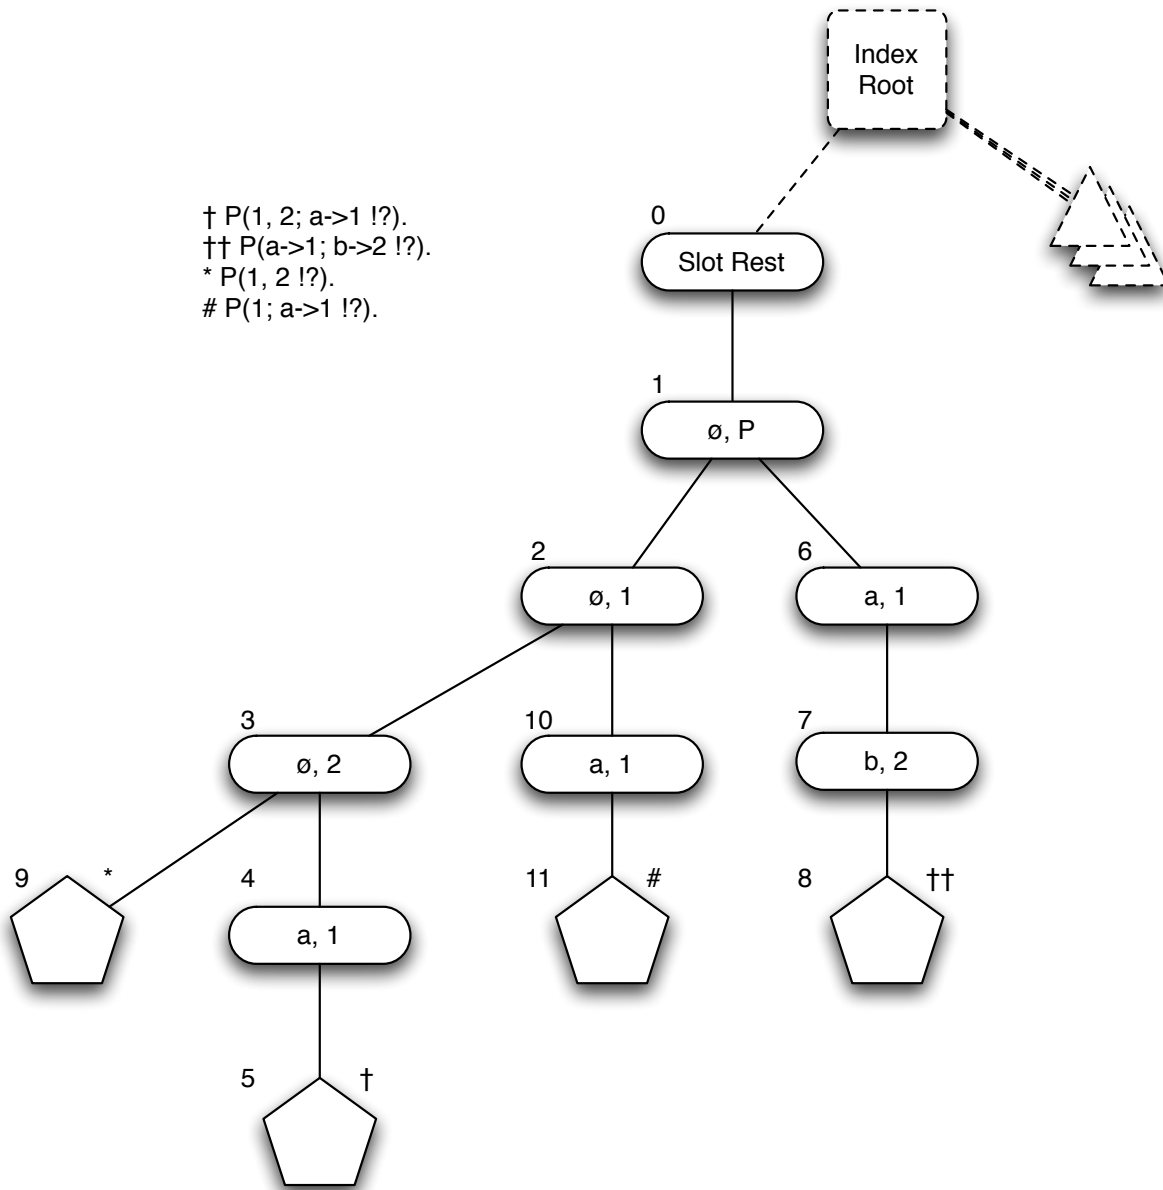 Index
Root
† P(1, 2; a->1 !?).
†† P(a->1; b->2 !?).
* P(1, 2 !?).
# P(1; a->1 !?).
0
Slot Rest
1
ø, P
2
ø, 1
6
a, 1
3
ø, 2
10
a, 1
7
b, 2
9
*
4
a, 1
11
#
8
††
5
†